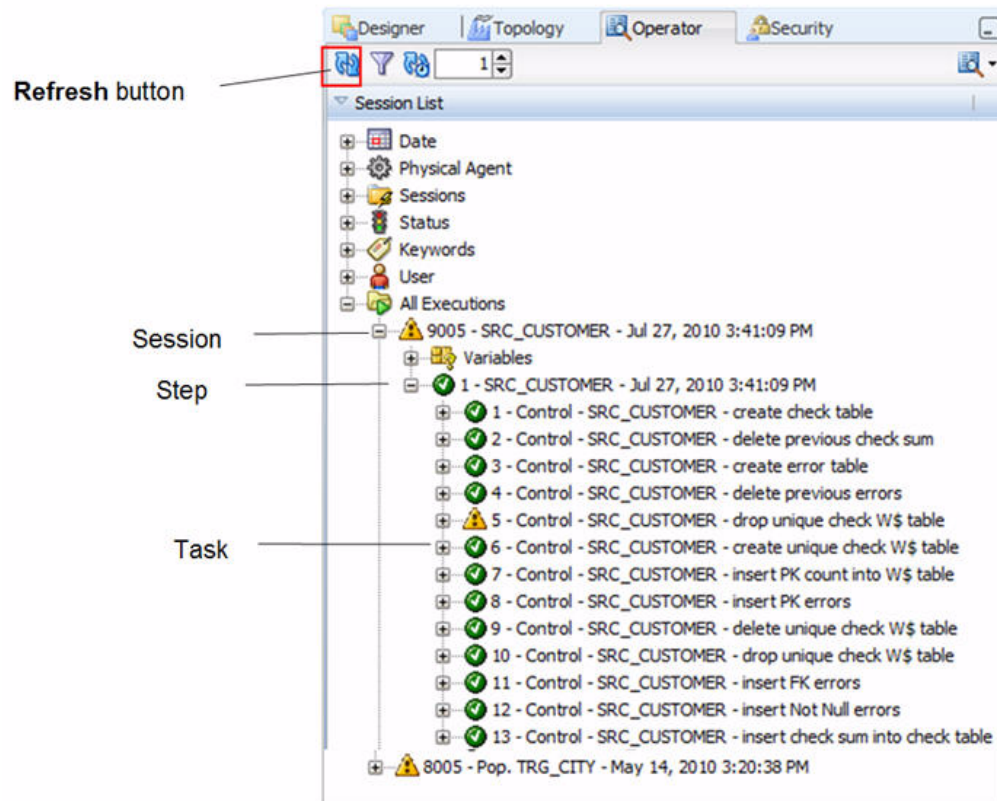 Designer Topology Operator Security
1
Refresh button
Session List
Date
Physical Agent
Sessions
Status
Keywords
User
All Executions
Session
9005 - SRC_CUSTOMER - Jul 27, 2010 3:41:09 PM
Variables
Step
1 - SRC_CUSTOMER - Jul 27, 2010 3:41:09 PM
1 - Control - SRC_CUSTOMER - create check table
2 - Control - SRC_CUSTOMER - delete previous check sum
3 - Control - SRC_CUSTOMER - create error table
4 - Control - SRC_CUSTOMER - delete previous errors
5 - Control - SRC_CUSTOMER - drop unique check W$ table
Task
6 - Control - SRC_CUSTOMER - create unique check W$ table
7 - Control - SRC_CUSTOMER - insert PK count into W$ table
8 - Control - SRC_CUSTOMER - insert PK errors
9 - Control - SRC_CUSTOMER - delete unique check W$ table
10 - Control - SRC_CUSTOMER - drop unique check W$ table
11 - Control - SRC_CUSTOMER - insert FK errors
12 - Control - SRC_CUSTOMER - insert Not Null errors
13 - Control - SRC_CUSTOMER - insert check sum into check table
8005 - Pop. TRG_CITY - May 14, 2010 3:20:38 PM